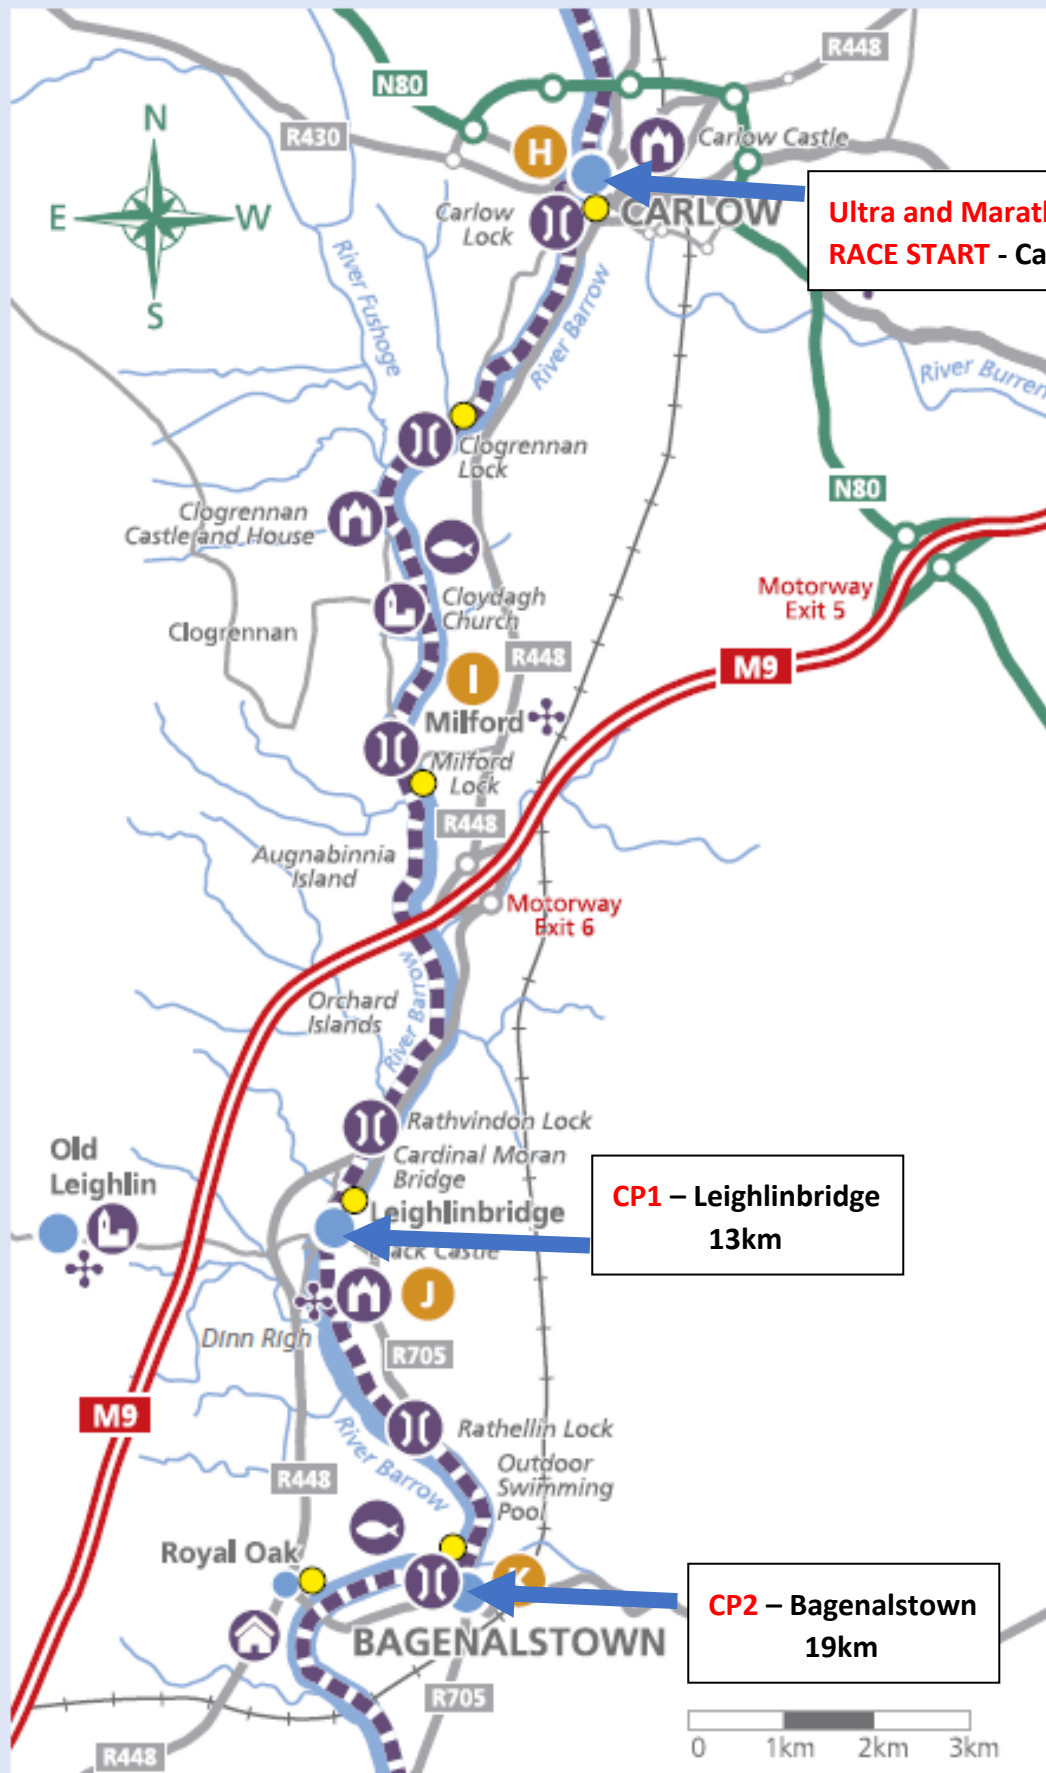 R448
N80
N
R430
H
Carlow Castle
E
W
Carlow
Lock
CARLOW
Ultra and Marat
RACE START - Ca
S
River Fushoge
River Barrow
River Burren
Clogrennan
Lock
N80
Clogrennan
Castle and House
Motorway
Exit 5
Cloydagh
Church
Clogrennan
R448
M9
I
Milford
Milford
Lock
R448
Augnabinnia
Island
Motorway
Exit 6
River Barrow
Orchard
Islands
Rathvindon Lock
Old
Leighlin
Cardinal Moran
Bridge
CP1 – Leighlinbridge
13km
Leighlinbridge
Black Castle
J
Dinn Righ
R705
M9
Rathellin Lock
River Barrow
Outdoor
Swimming
Pool
R448
Royal Oak
K
CP2 – Bagenalstown
19km
BAGENALSTOWN
R705
R448
0 1km 2km 3km